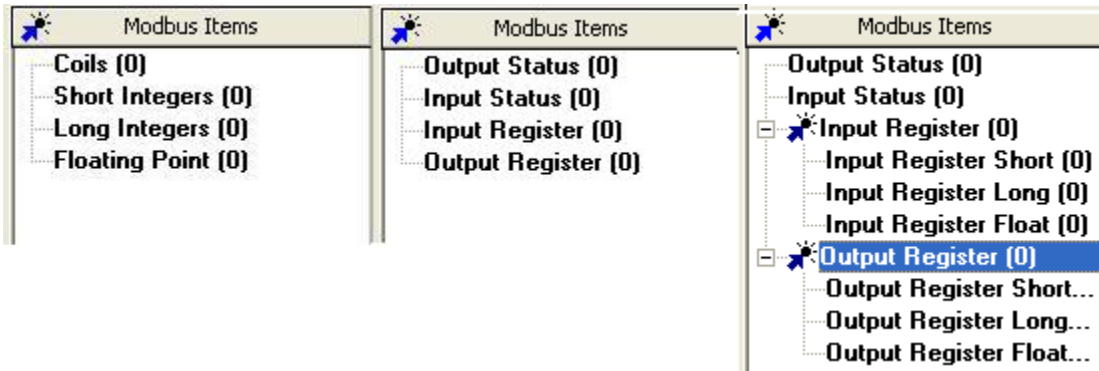 Modbus Items
Coils (0)
Short Integers (0)
Long Integers (0)
Floating Point (0)
Modbus Items
Output Status (0)
Input Status (0)
Input Register (0)
Output Register (0)
Modbus Items
Output Status (0)
Input Status (0)
Input Register (0)
Input Register Short (0)
Input Register Long (0)
Input Register Float (0)
Output Register (0)
Output Register Short...
Output Register Long...
Output Register Float...